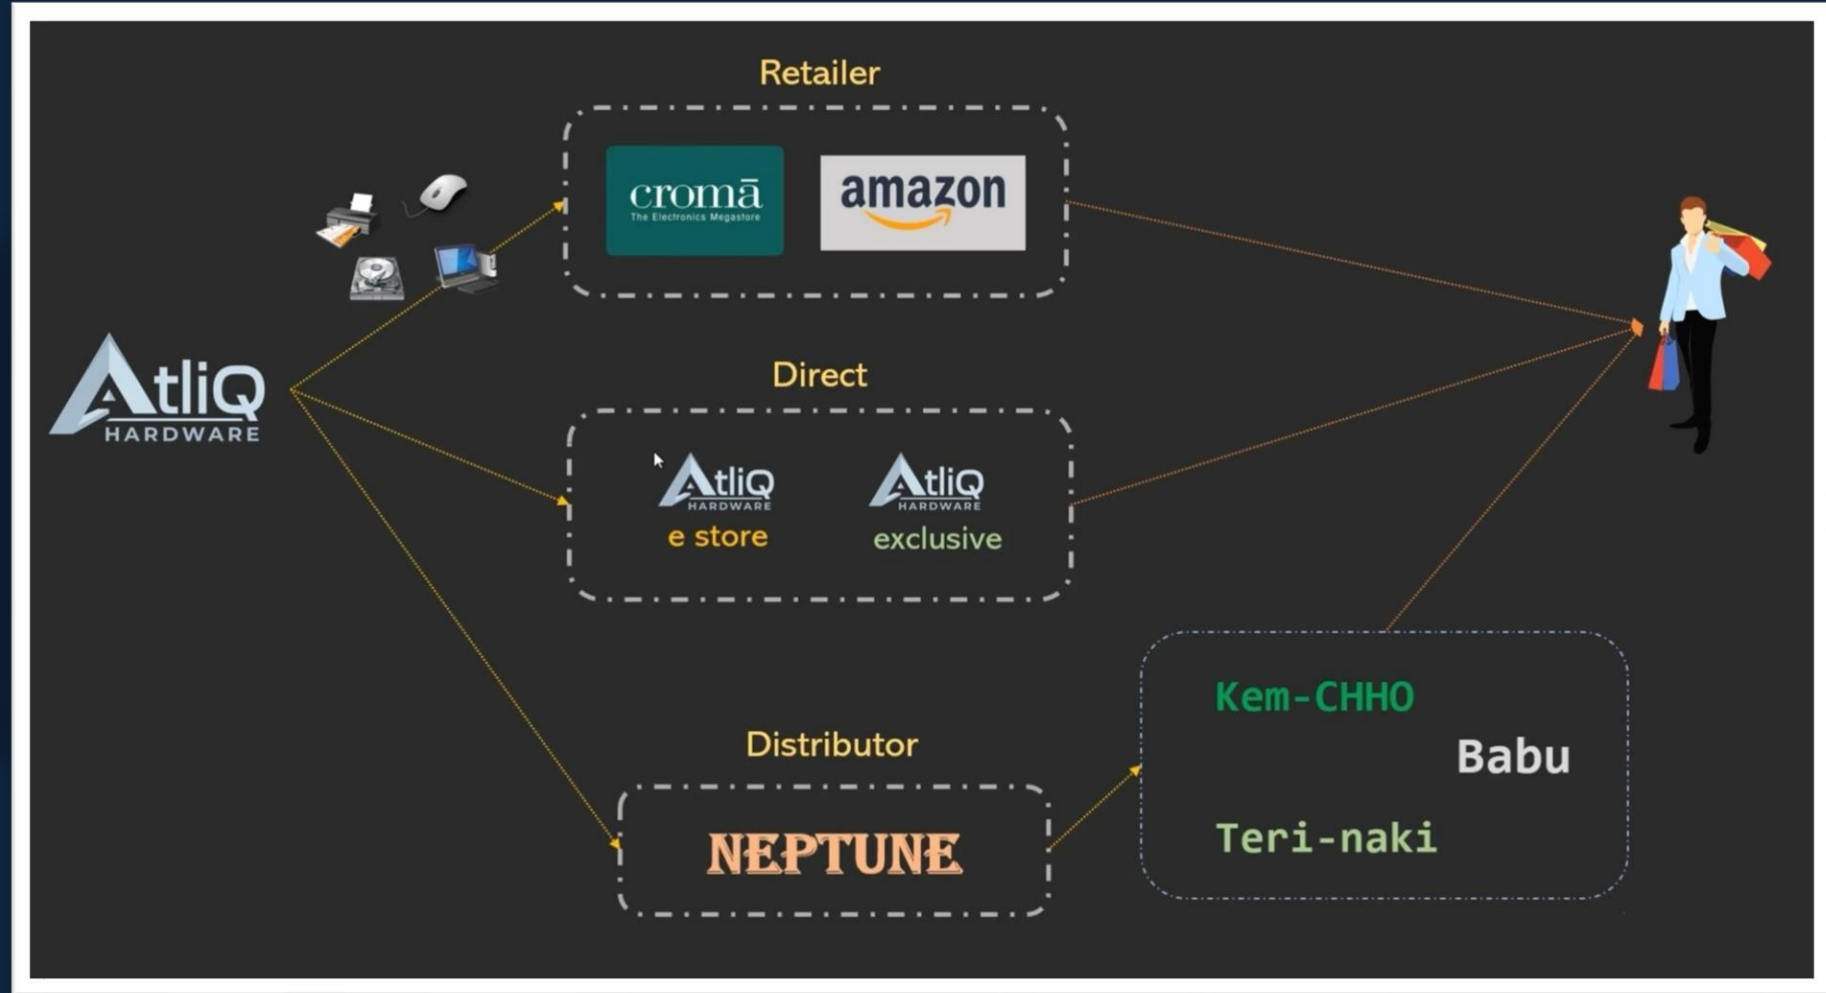 Retailer
cromā
The Electronics Megastore
amazon
AtliQ
HARDWARE
Direct
AtliQ
HARDWARE
e store
AtliQ
HARDWARE
exclusive
Distributor
NEPTUNE
Kem-CHHO
Babu
Teri-naki